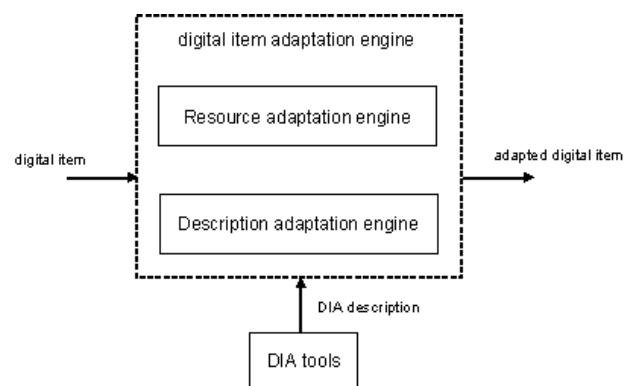 digital item adaptation engine
Resource adaptation engine
digital item
adapted digital item
Description adaptation engine
DIA description
DIA tools